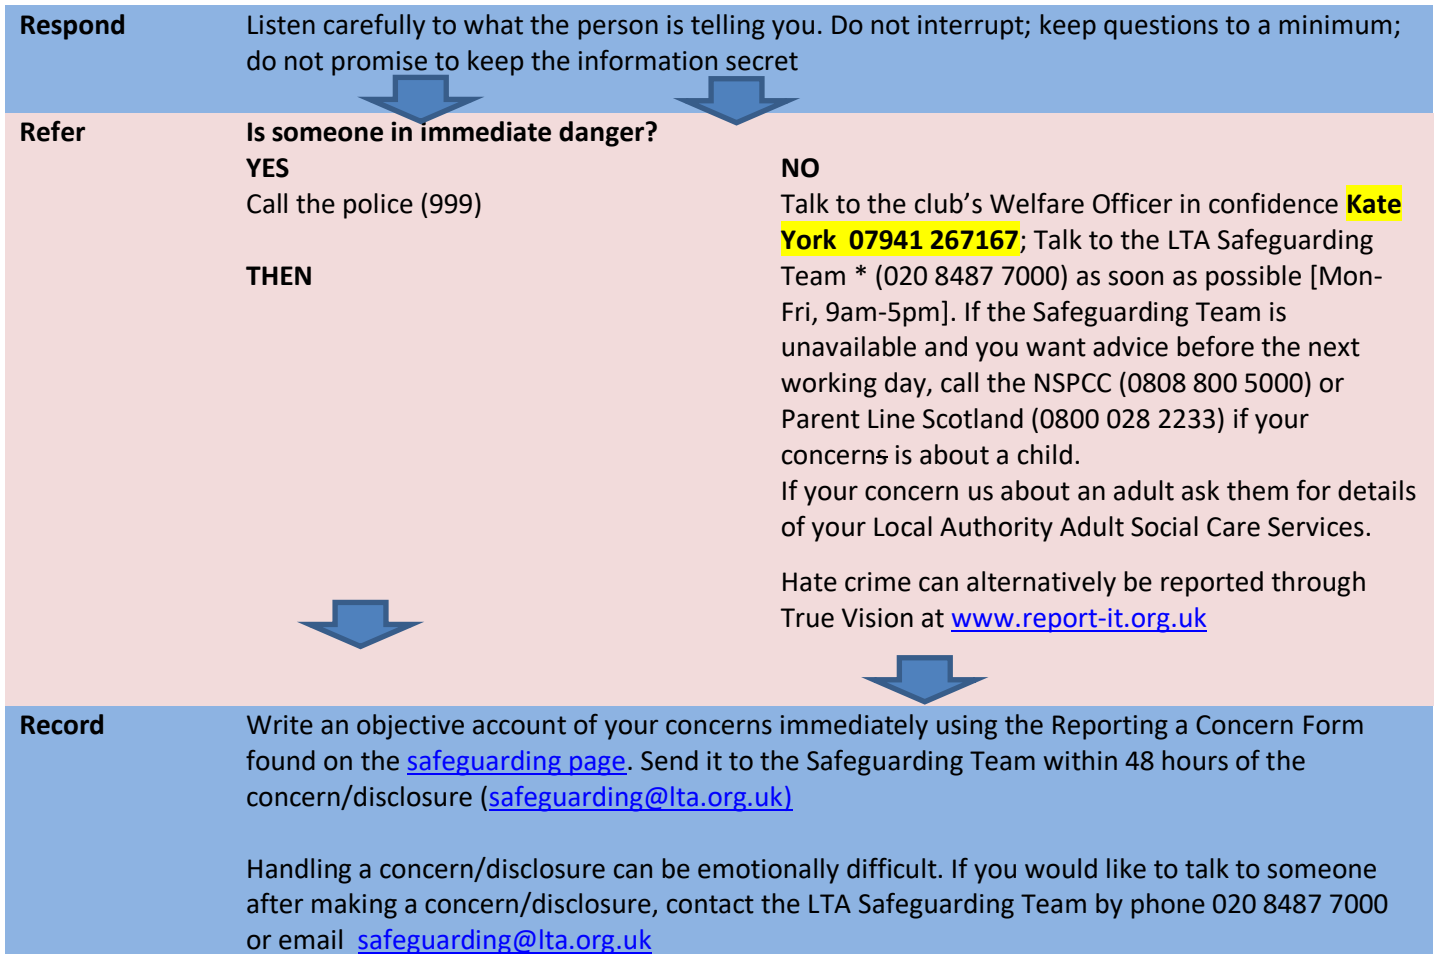 Respond
Listen carefully to what the person is telling you. Do not interrupt; keep questions to a minimum;
do not promise to keep the information secret
Refer
Is someone in immediate danger?
YES
Call the police (999)
THEN
NO
Talk to the club’s Welfare Officer in confidence Kate
York 07941 267167; Talk to the LTA Safeguarding
Team * (020 8487 7000) as soon as possible [Mon-
Fri, 9am-5pm]. If the Safeguarding Team is
unavailable and you want advice before the next
working day, call the NSPCC (0808 800 5000) or
Parent Line Scotland (0800 028 2233) if your
concerns is about a child.
If your concern us about an adult ask them for details
of your Local Authority Adult Social Care Services.
Hate crime can alternatively be reported through
True Vision at www.report-it.org.uk
Record
Write an objective account of your concerns immediately using the Reporting a Concern Form
found on the safeguarding page. Send it to the Safeguarding Team within 48 hours of the
concern/disclosure (safeguarding@lta.org.uk)
Handling a concern/disclosure can be emotionally difficult. If you would like to talk to someone
after making a concern/disclosure, contact the LTA Safeguarding Team by phone 020 8487 7000
or email safeguarding@lta.org.uk